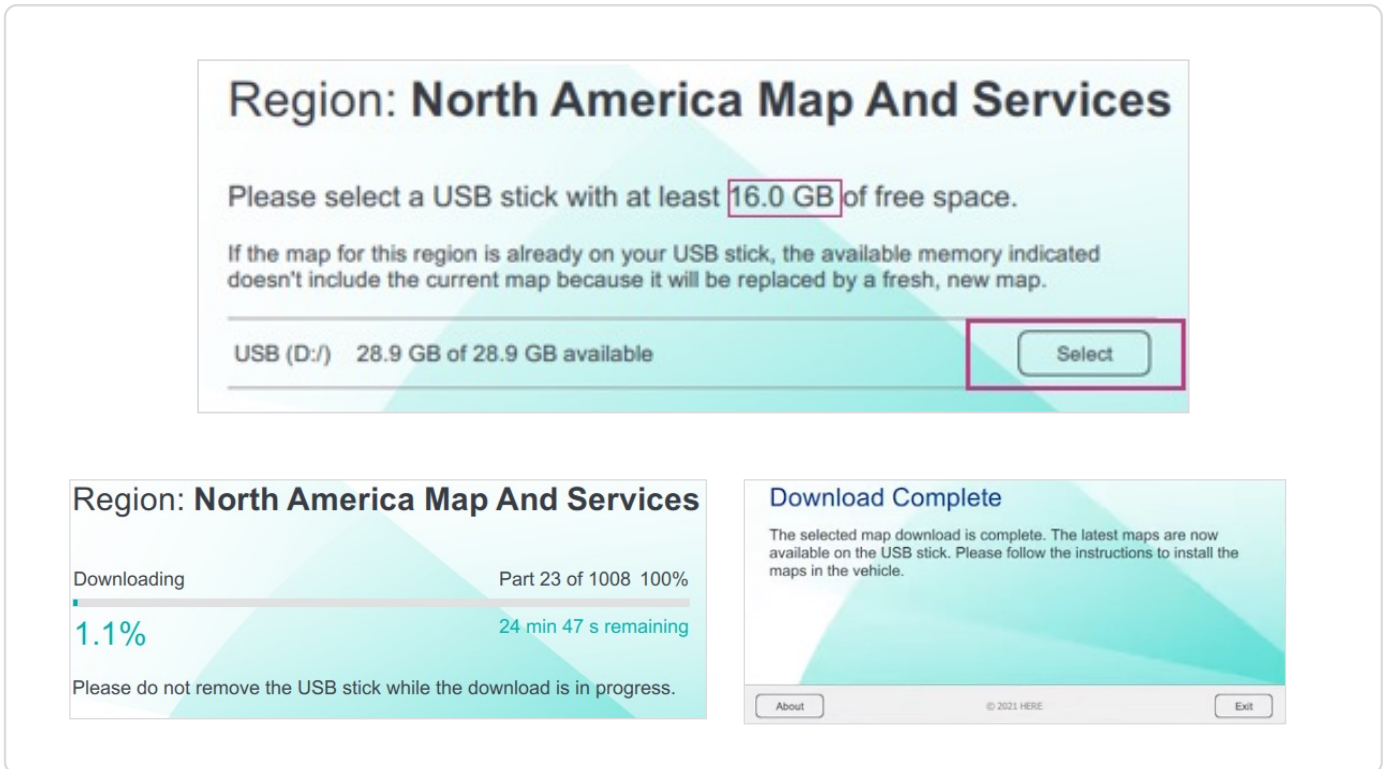 Region: North America Map And Services
Please select a USB stick with at least 16.0 GB of free space.
If the map for this region is already on your USB stick, the available memory indicated
doesn't include the current map because it will be replaced by a fresh, new map.
USB (D:/) 28.9 GB of 28.9 GB available Select
Region: North America Map And Services
Downloading Part 23 of 1008 100%
1.1% 24 min 47 s remaining
Please do not remove the USB stick while the download is in progress.
Download Complete
The selected map download is complete. The latest maps are now
available on the USB stick. Please follow the instructions to install the
maps in the vehicle.
About © 2021 HERE Exit